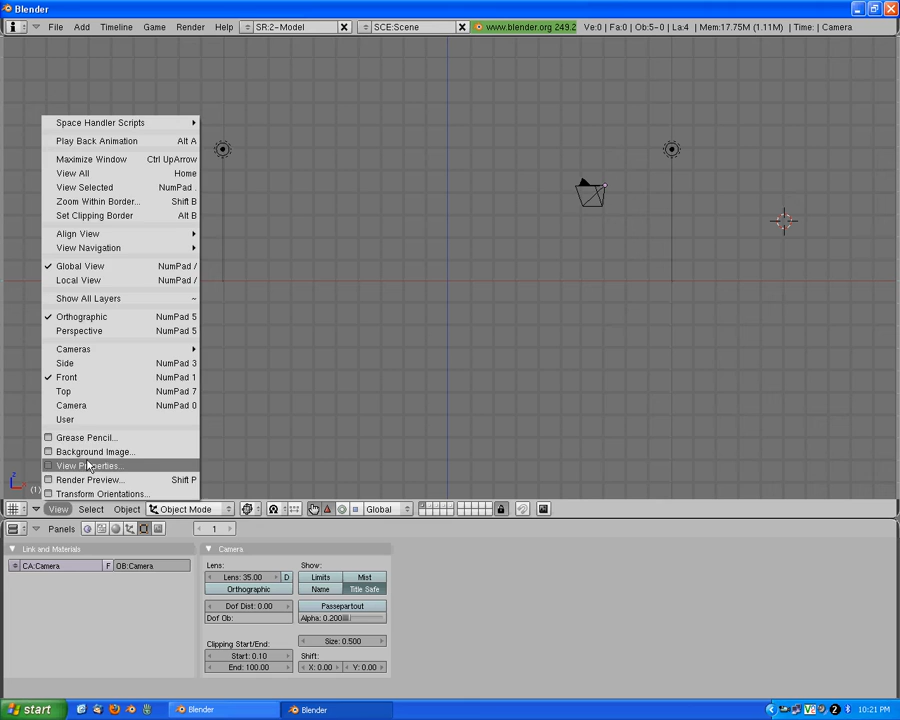 Blender
File Add Timeline Game Render Help SR:2-Model SCE:Scene www.blender.org 249.2 Ve:0 | Fa:0 | Ob:5-0 | La:4 | Mem:17.75M (1.11M) | Time: | Camera
Space Handler Scripts
Play Back Animation Alt A
Maximize Window Ctrl UpArrow
View All Home
View Selected NumPad .
Zoom Within Border... Shift B
Set Clipping Border Alt B
Align View
View Navigation
Global View NumPad /
Local View NumPad /
Show All Layers ~
Orthographic NumPad 5
Perspective NumPad 5
Cameras
Side NumPad 3
Front NumPad 1
Top NumPad 7
Camera NumPad 0
User
Grease Pencil...
Background Image...
View Properties...
Render Preview... Shift P
Transform Orientations...
z
(1)
View Select Object Object Mode Global
Panels 1
Link and Materials Camera
CA:Camera F OB:Camera
Lens: Show:
Lens: 35.00 D Limits Mist
Orthographic Name Title Safe
Dof Dist: 0.00 Passepartout
Dof Ob: Alpha: 0.200
Clipping Start/End: Size: 0.500
Start: 0.10 Shift:
End: 100.00 X: 0.00 Y: 0.00
start Blender Blender 2 10:21 PM